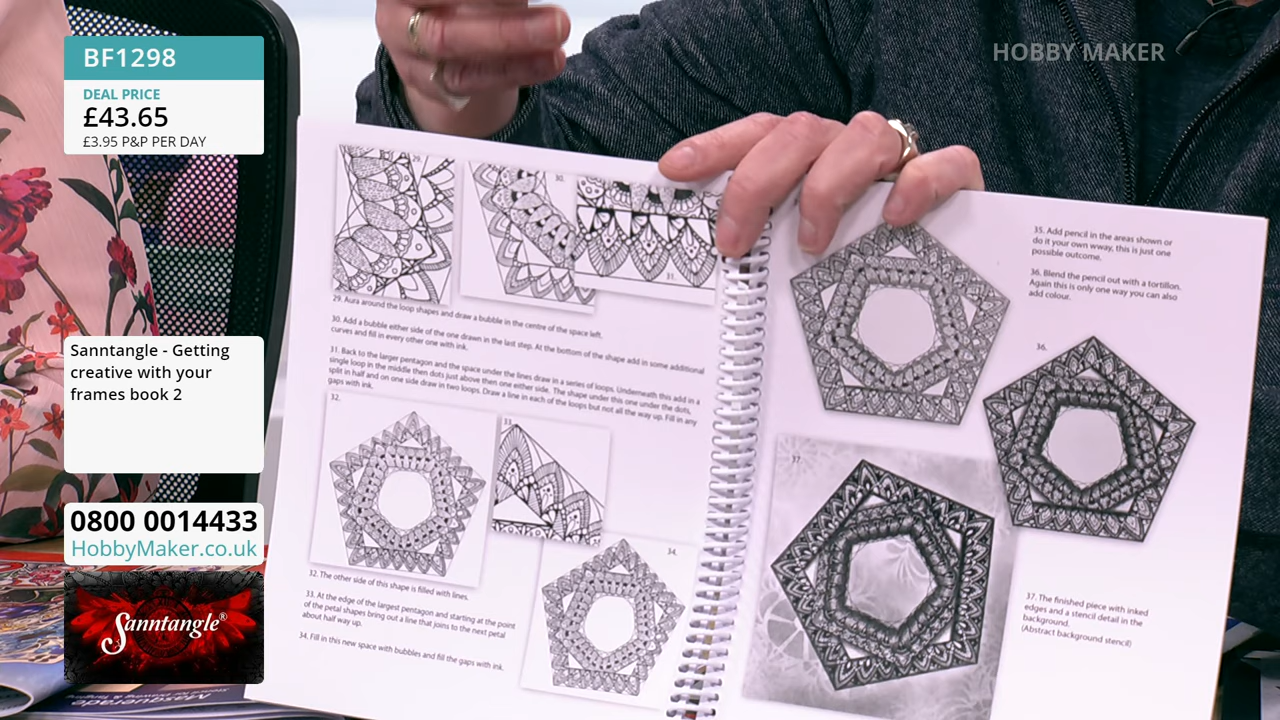 BF1298
DEAL PRICE
£43.65
£3.95 P&P PER DAY
HOBBY MAKER
Sanntangle - Getting
creative with your
frames book 2
0800 0014433
HobbyMaker.co.uk
Sanntangle®
29.
30.
31.
29. Aura around the loop shapes and draw a bubble in the centre of the space left.
30. Add a bubble either side of the one drawn in the last step. At the bottom of the shape add in some additional
curves and fill in every other one with ink.
31. Back to the larger pentagon and the space under the lines draw in a series of loops. Underneath this add in a
single loop in the middle then dots just above then one either side. The shape under this one under the dots,
split in half and on one side draw in two loops. Draw a line in each of the loops but not all the way up. Fill in any
gaps with ink.
32.
33.
34.
32. The other side of this shape is filled with lines.
33. At the edge of the largest pentagon and starting at the point
of the petal shapes bring out a line that joins to the next petal
about half way up.
34. Fill in this new space with bubbles and fill the gaps with ink.
35. Add pencil in the areas shown or
do it your own wway, this is just one
possible outcome.
36. Blend the pencil out with a tortillon.
Again this is only one way you can also
add colour.
36.
37.
37. The finished piece with inked
edges and a stencil detail in the
background.
(Abstract background stencil)
Masquerade